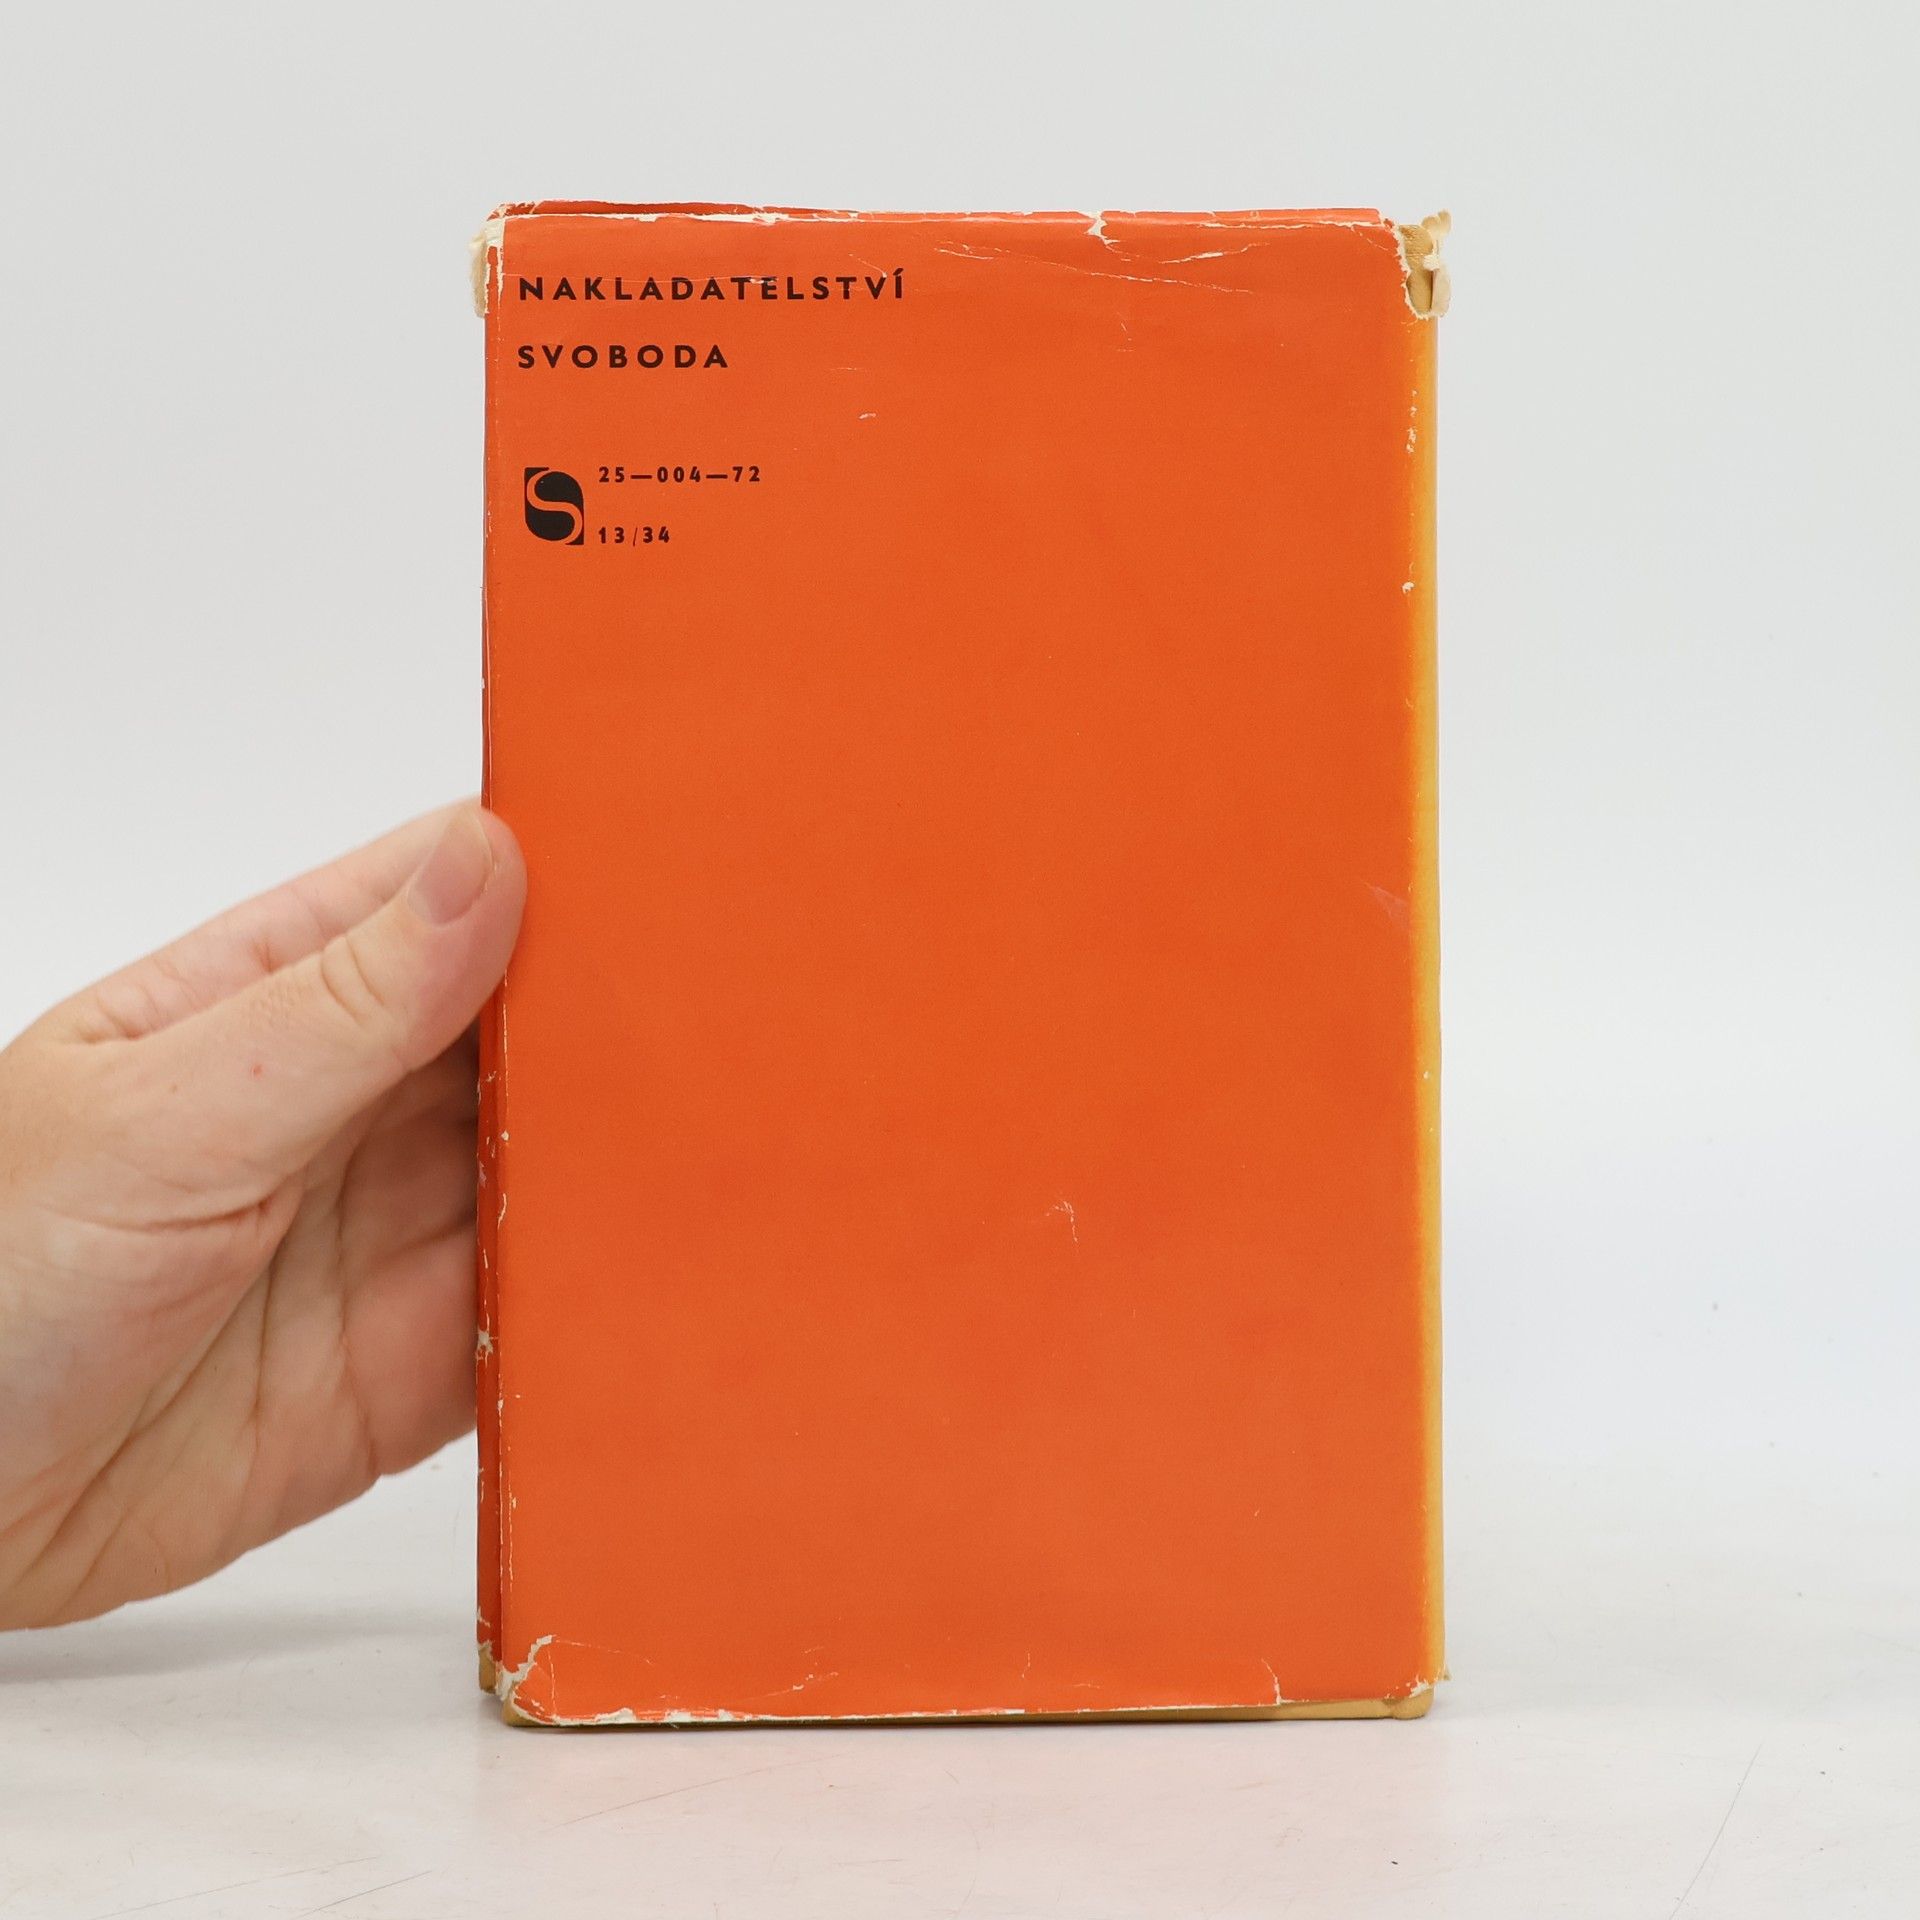 NAKLADATELSTVÍ
SVOBODA
25—004—72
13/34